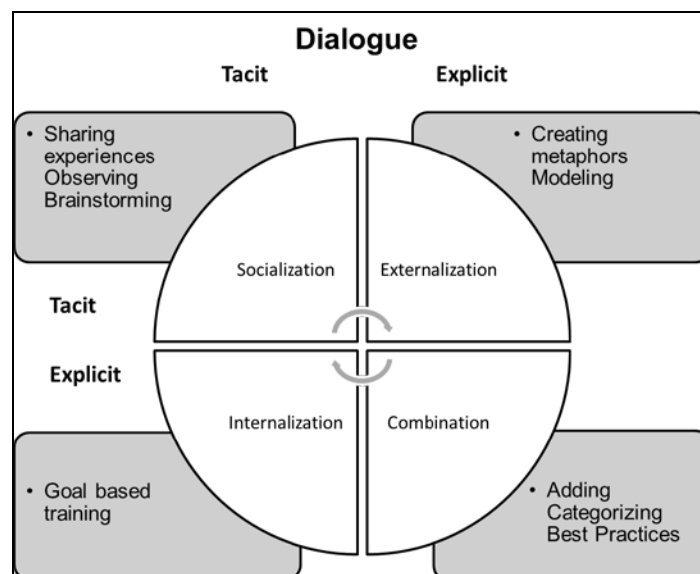 Dialogue
Tacit
Explicit
• Sharing
experiences
Observing
Brainstorming
• Creating
metaphors
Modeling
Socialization
Externalization
Tacit
Explicit
Internalization
Combination
• Goal based
training
• Adding
Categorizing
Best Practices